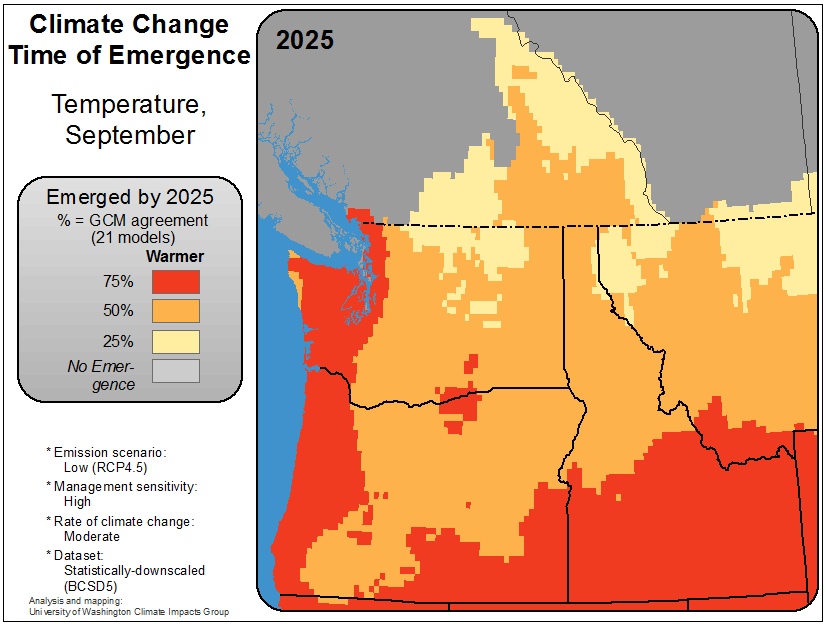 Climate Change
Time of Emergence
Temperature,
September
2025
Emerged by 2025
% = GCM agreement
(21 models)
Warmer
75%
50%
25%
No Emer-
gence
* Emission scenario:
Low (RCP4.5)
* Management sensitivity:
High
* Rate of climate change:
Moderate
* Dataset:
Statistically-downscaled
(BCSD5)
Analysis and mapping:
University of Washington Climate Impacts Group